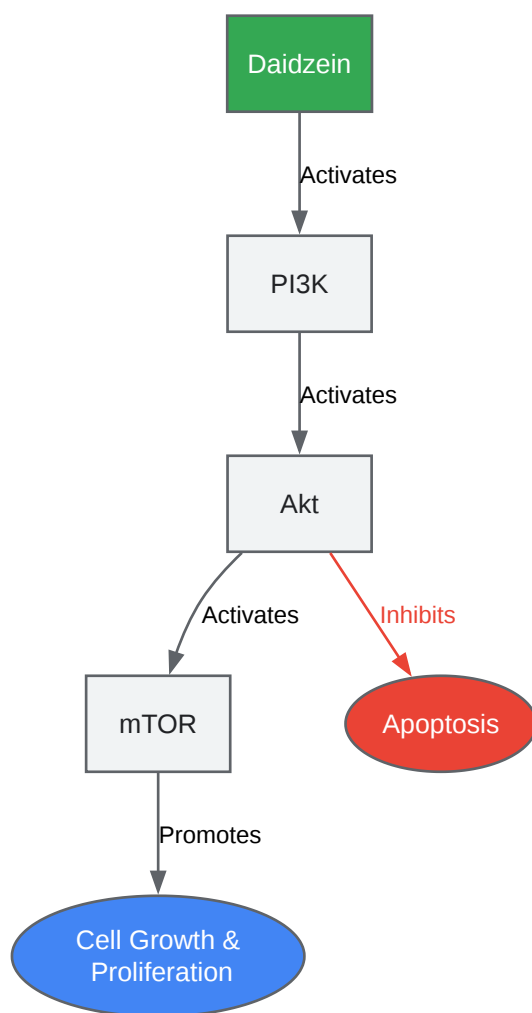 Daidzein
Activates
PI3K
Activates
Akt
Activates
Inhibits
mTOR
Apoptosis
Promotes
Cell Growth &
Proliferation